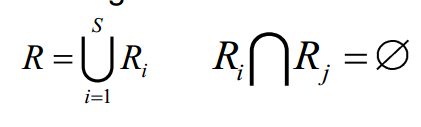 R = ⋃_{i=1}^{S} R_i    R_i ⋂ R_j = ∅